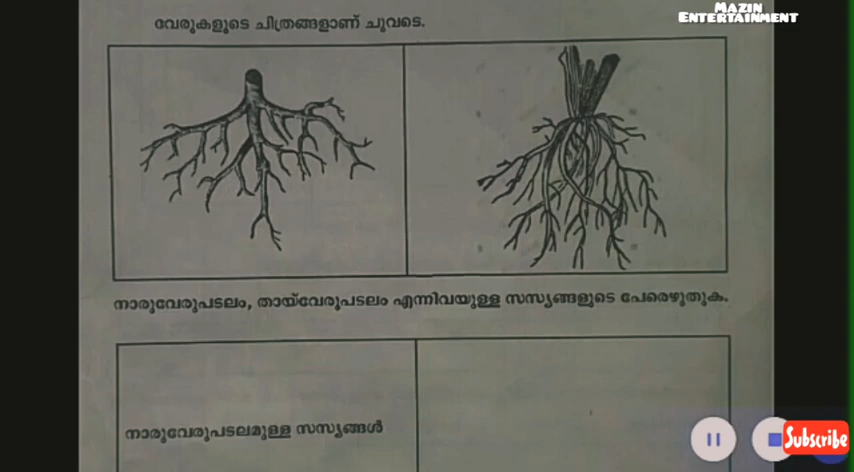 MAZIN
ENTERTAINMENT
വേരുകളുടെ ചിത്രങ്ങളാണ് ചുവടെ.
നാരുവേരുപടലം, തായ്‌വേരുപടലം എന്നിവയുള്ള സസ്യങ്ങളുടെ പേരെഴുതുക.
നാരുവേരുപടലമുള്ള സസ്യങ്ങൾ
Subscribe